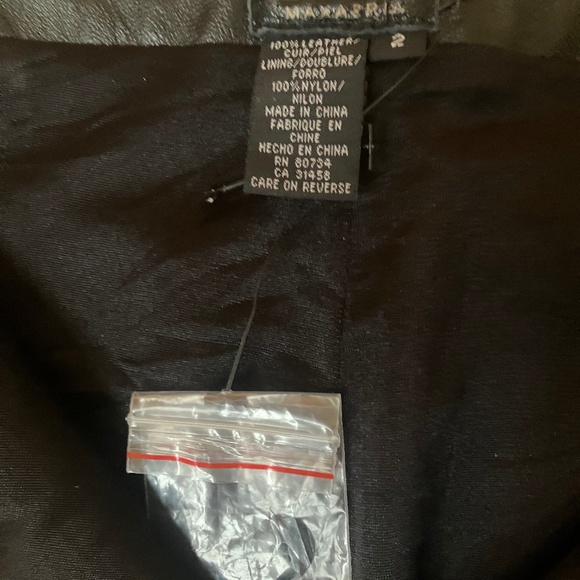 MAXAZRIA
2
100% LEATHER/
CUIR/PIEL
LINING/DOUBLURE/
FORRO
100%NYLON/
NILON
MADE IN CHINA
FABRIQUE EN
CHINE
HECHO EN CHINA
RN 80734
CA 31458
CARE ON REVERSE